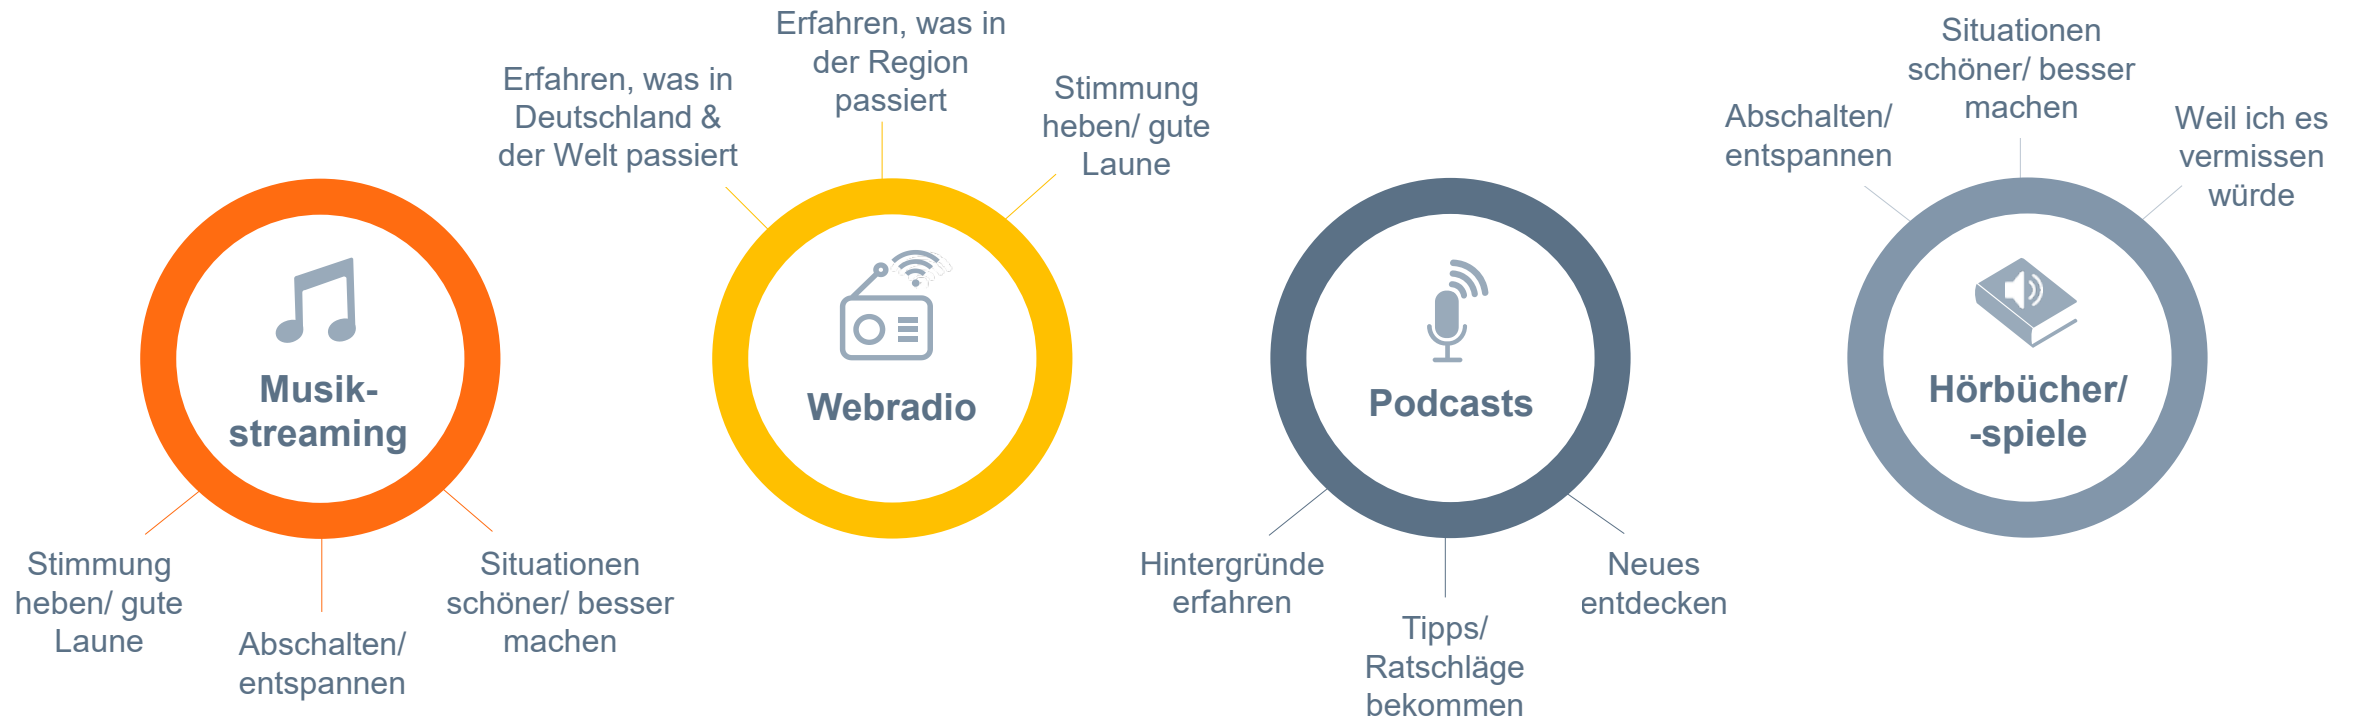 Musik-
streaming
Stimmung
heben/ gute
Laune
Abschalten/
entspannen
Situationen
schöner/ besser
machen
Erfahren, was in
Deutschland &
der Welt passiert
Erfahren, was in
der Region
passiert
Stimmung
heben/ gute
Laune
Webradio
Podcasts
Hintergründe
erfahren
Tipps/
Ratschläge
bekommen
Neues
entdecken
Abschalten/
entspannen
Situationen
schöner/ besser
machen
Weil ich es
vermissen
würde
Hörbücher/
-spiele